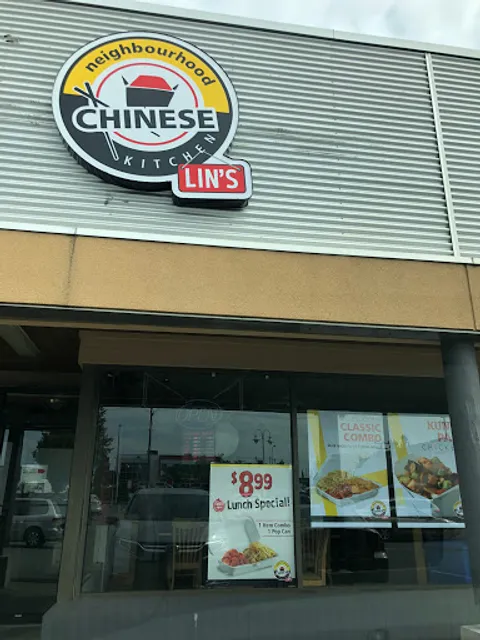 neighbourhood
CHINESE
KITCHEN
LIN'S
$8.99
Lunch Special!
1 Item Combo
1 Pop Can
CLASSIC
COMBO